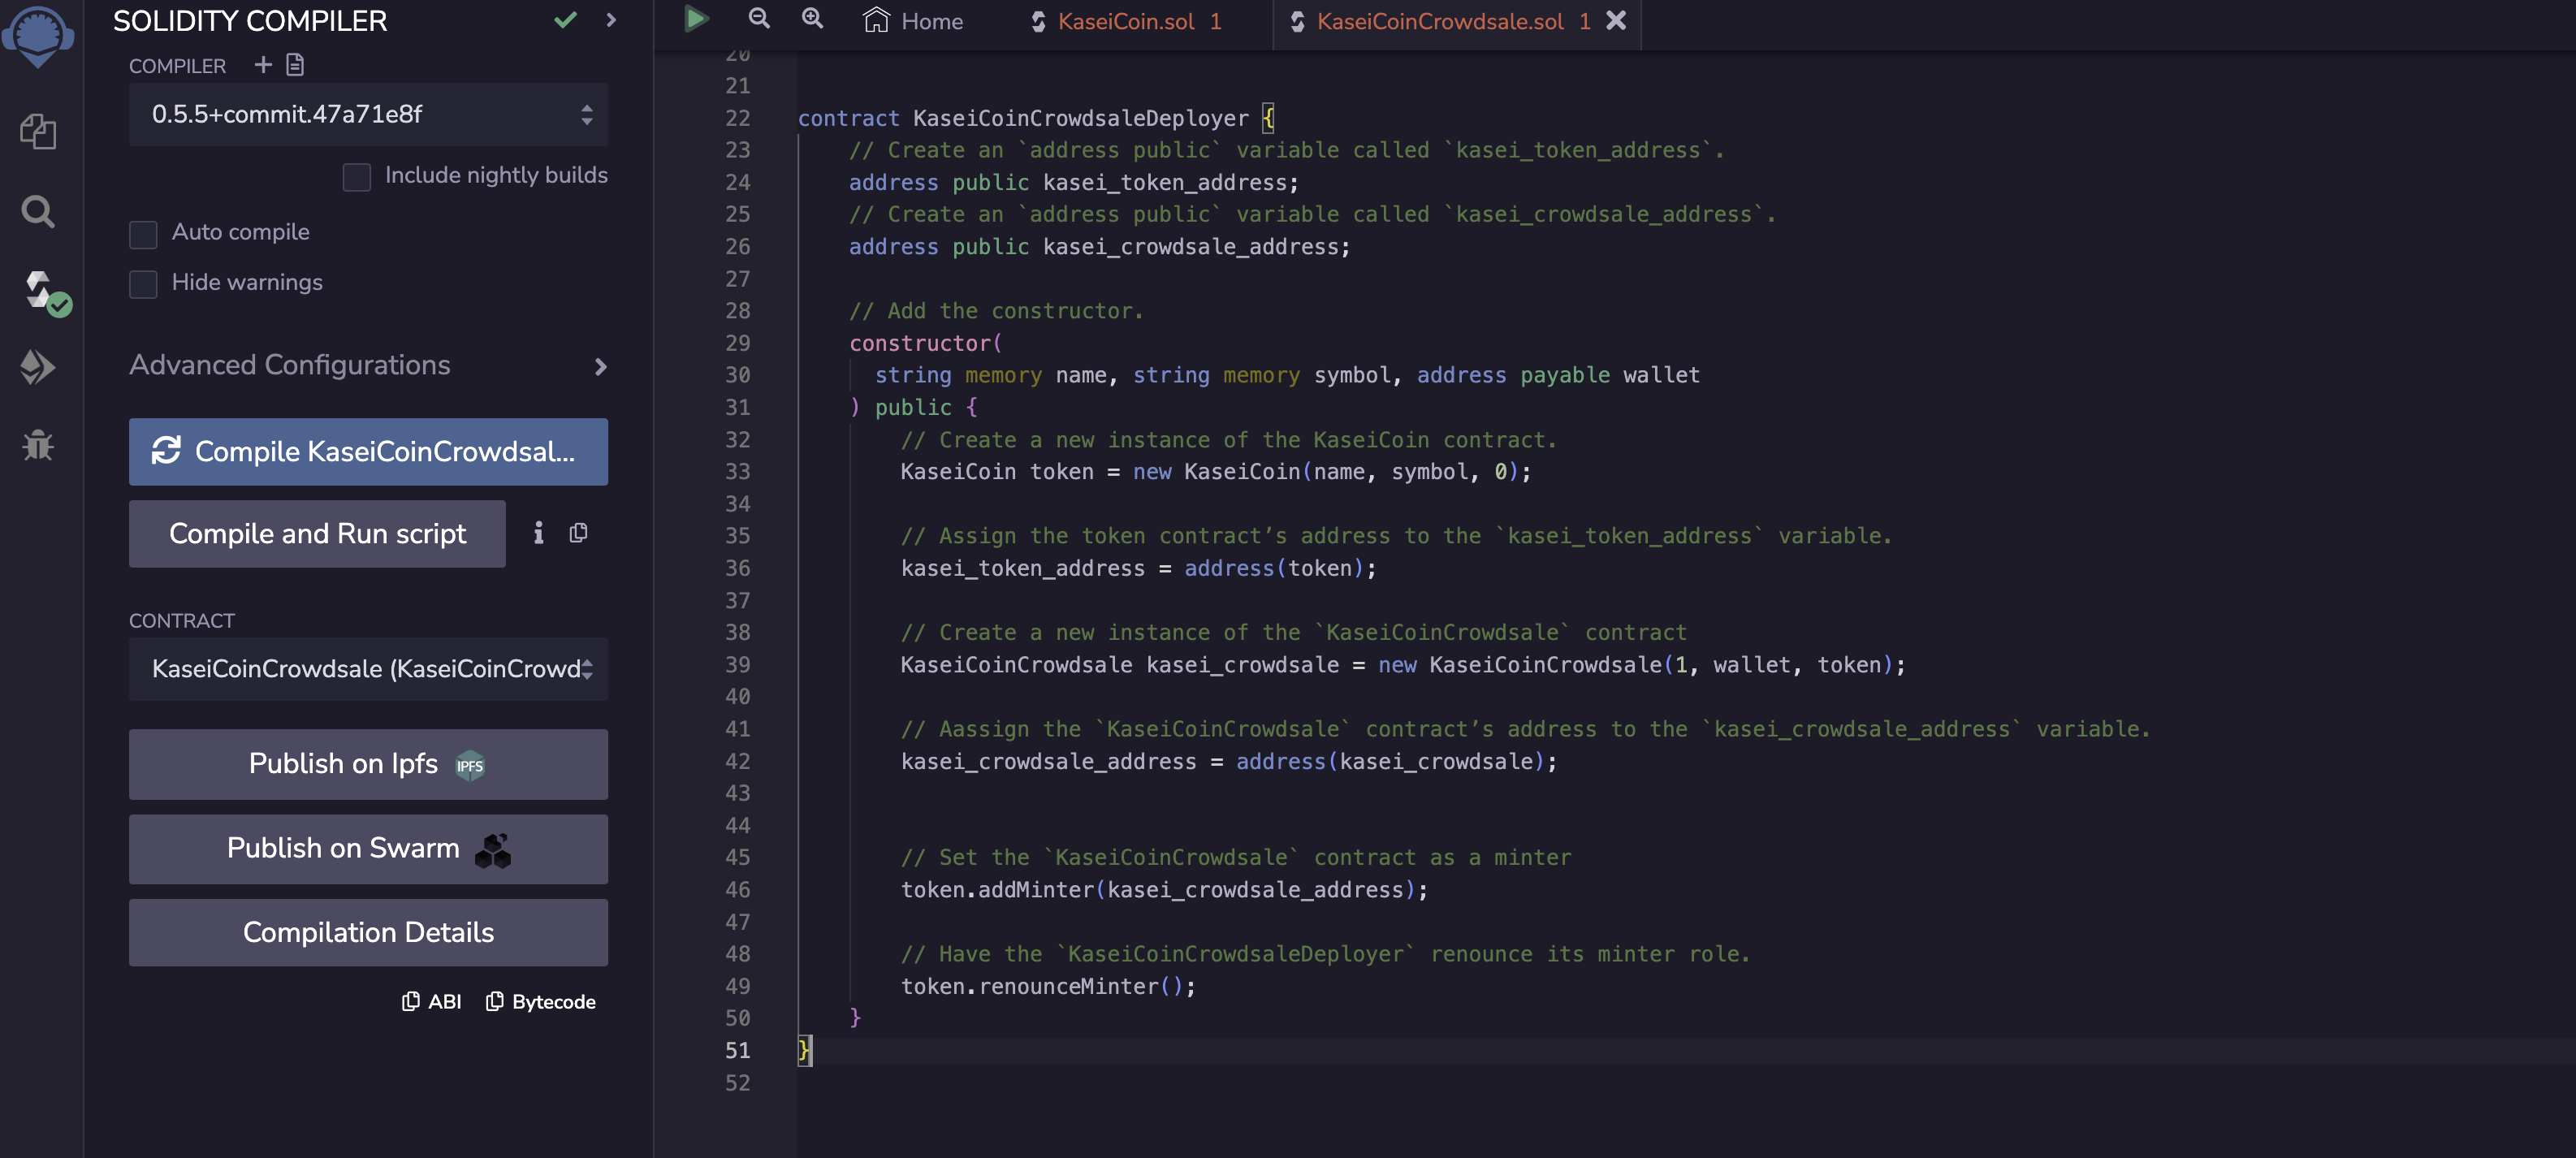 SOLIDITY COMPILER
COMPILER
0.5.5+commit.47a71e8f
Include nightly builds
Auto compile
Hide warnings
Advanced Configurations
Compile KaseiCoinCrowdsal...
Compile and Run script
CONTRACT
KaseiCoinCrowdsale (KaseiCoinCrowd
Publish on Ipfs IPFS
Publish on Swarm
Compilation Details
ABI Bytecode
Home KaseiCoin.sol 1 KaseiCoinCrowdsale.sol 1
20
21
22 contract KaseiCoinCrowdsaleDeployer {
23 // Create an `address public` variable called `kasei_token_address`.
24 address public kasei_token_address;
25 // Create an `address public` variable called `kasei_crowdsale_address`.
26 address public kasei_crowdsale_address;
27
28 // Add the constructor.
29 constructor(
30 string memory name, string memory symbol, address payable wallet
31 ) public {
32 // Create a new instance of the KaseiCoin contract.
33 KaseiCoin token = new KaseiCoin(name, symbol, 0);
34
35 // Assign the token contract’s address to the `kasei_token_address` variable.
36 kasei_token_address = address(token);
37
38 // Create a new instance of the `KaseiCoinCrowdsale` contract
39 KaseiCoinCrowdsale kasei_crowdsale = new KaseiCoinCrowdsale(1, wallet, token);
40
41 // Aassign the `KaseiCoinCrowdsale` contract’s address to the `kasei_crowdsale_address` variable.
42 kasei_crowdsale_address = address(kasei_crowdsale);
43
44
45 // Set the `KaseiCoinCrowdsale` contract as a minter
46 token.addMinter(kasei_crowdsale_address);
47
48 // Have the `KaseiCoinCrowdsaleDeployer` renounce its minter role.
49 token.renounceMinter();
50 }
51 }
52